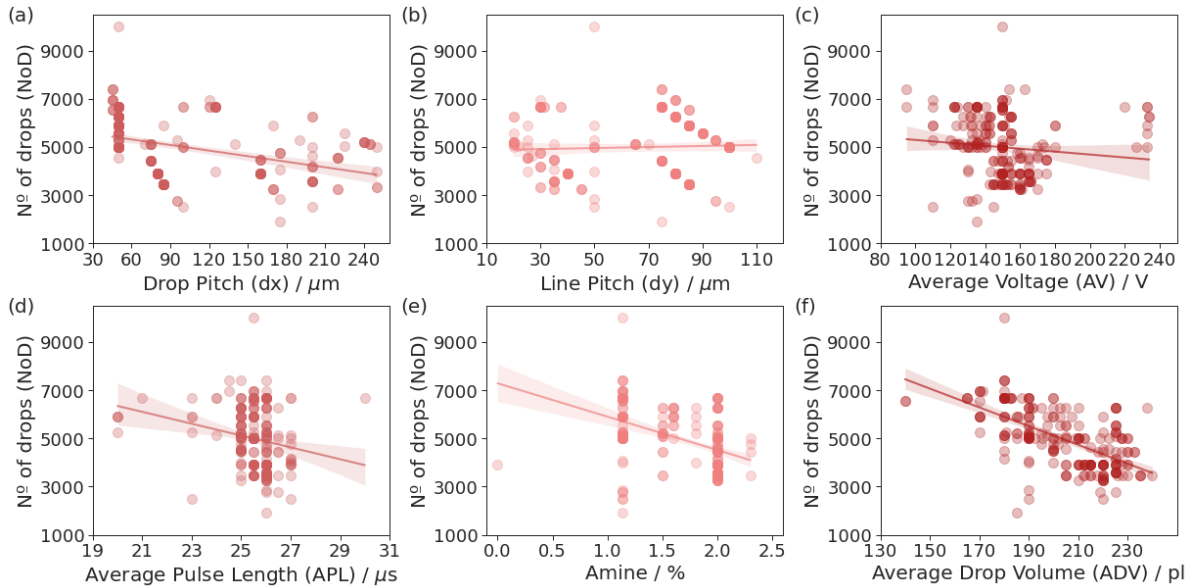 (a)
Nº of drops (NoD)
9000
7000
5000
3000
1000
30 60 90 120 150 180 210 240
Drop Pitch (dx) / μm
(b)
Nº of drops (NoD)
9000
7000
5000
3000
1000
10 30 50 70 90 110
Line Pitch (dy) / μm
(c)
Nº of drops (NoD)
9000
7000
5000
3000
1000
80 100 120 140 160 180 200 220 240
Average Voltage (AV) / V
(d)
Nº of drops (NoD)
9000
7000
5000
3000
1000
19 21 23 25 27 29 31
Average Pulse Length (APL) / μs
(e)
Nº of drops (NoD)
9000
7000
5000
3000
1000
0.0 0.5 1.0 1.5 2.0 2.5
Amine / %
(f)
Nº of drops (NoD)
9000
7000
5000
3000
1000
130 150 170 190 210 230
Average Drop Volume (ADV) / pl